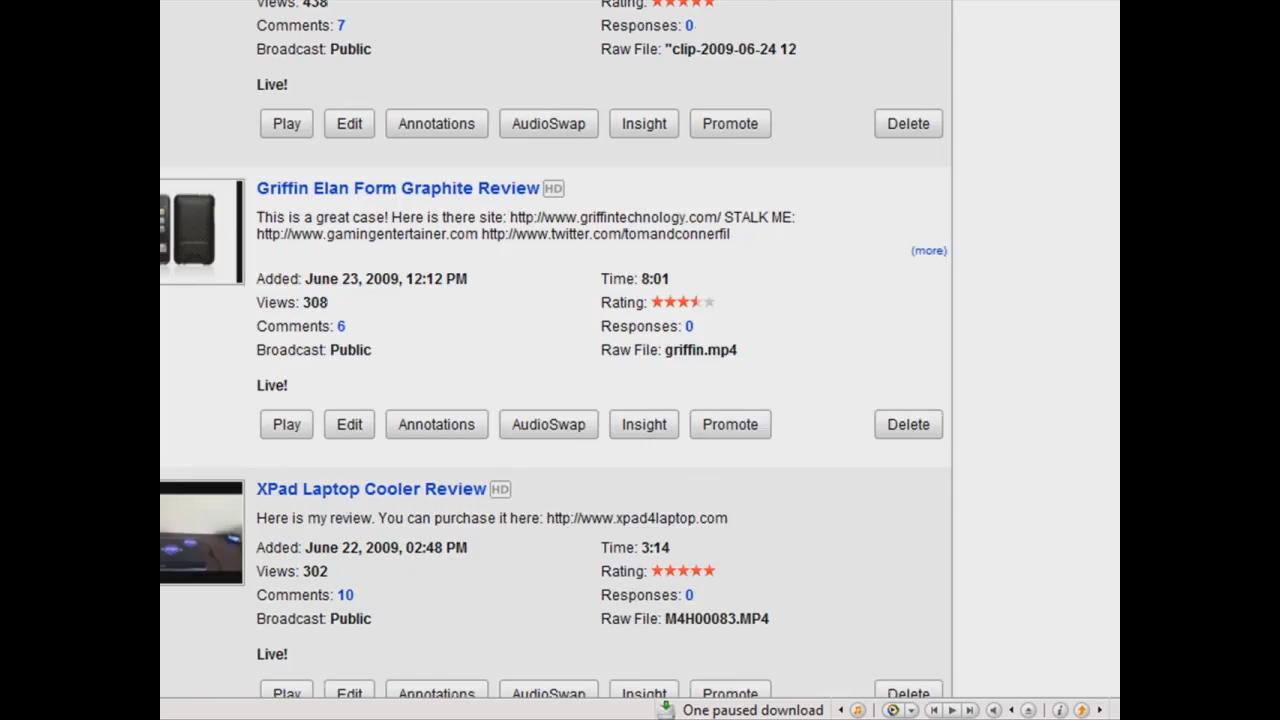 Views: 438 Rating:
Comments: 7 Responses: 0
Broadcast: Public Raw File: "clip-2009-06-24 12
Live!
Play Edit Annotations AudioSwap Insight Promote Delete
Griffin Elan Form Graphite Review HD
This is a great case! Here is there site: http://www.griffintechnology.com/ STALK ME:
http://www.gamingentertainer.com http://www.twitter.com/tomandconnerfil
(more)
Added: June 23, 2009, 12:12 PM Time: 8:01
Views: 308 Rating:
Comments: 6 Responses: 0
Broadcast: Public Raw File: griffin.mp4
Live!
Play Edit Annotations AudioSwap Insight Promote Delete
XPad Laptop Cooler Review HD
Here is my review. You can purchase it here: http://www.xpad4laptop.com
Added: June 22, 2009, 02:48 PM Time: 3:14
Views: 302 Rating:
Comments: 10 Responses: 0
Broadcast: Public Raw File: M4H00083.MP4
Live!
Play Edit Annotations AudioSwap Insight Promote Delete
One paused download